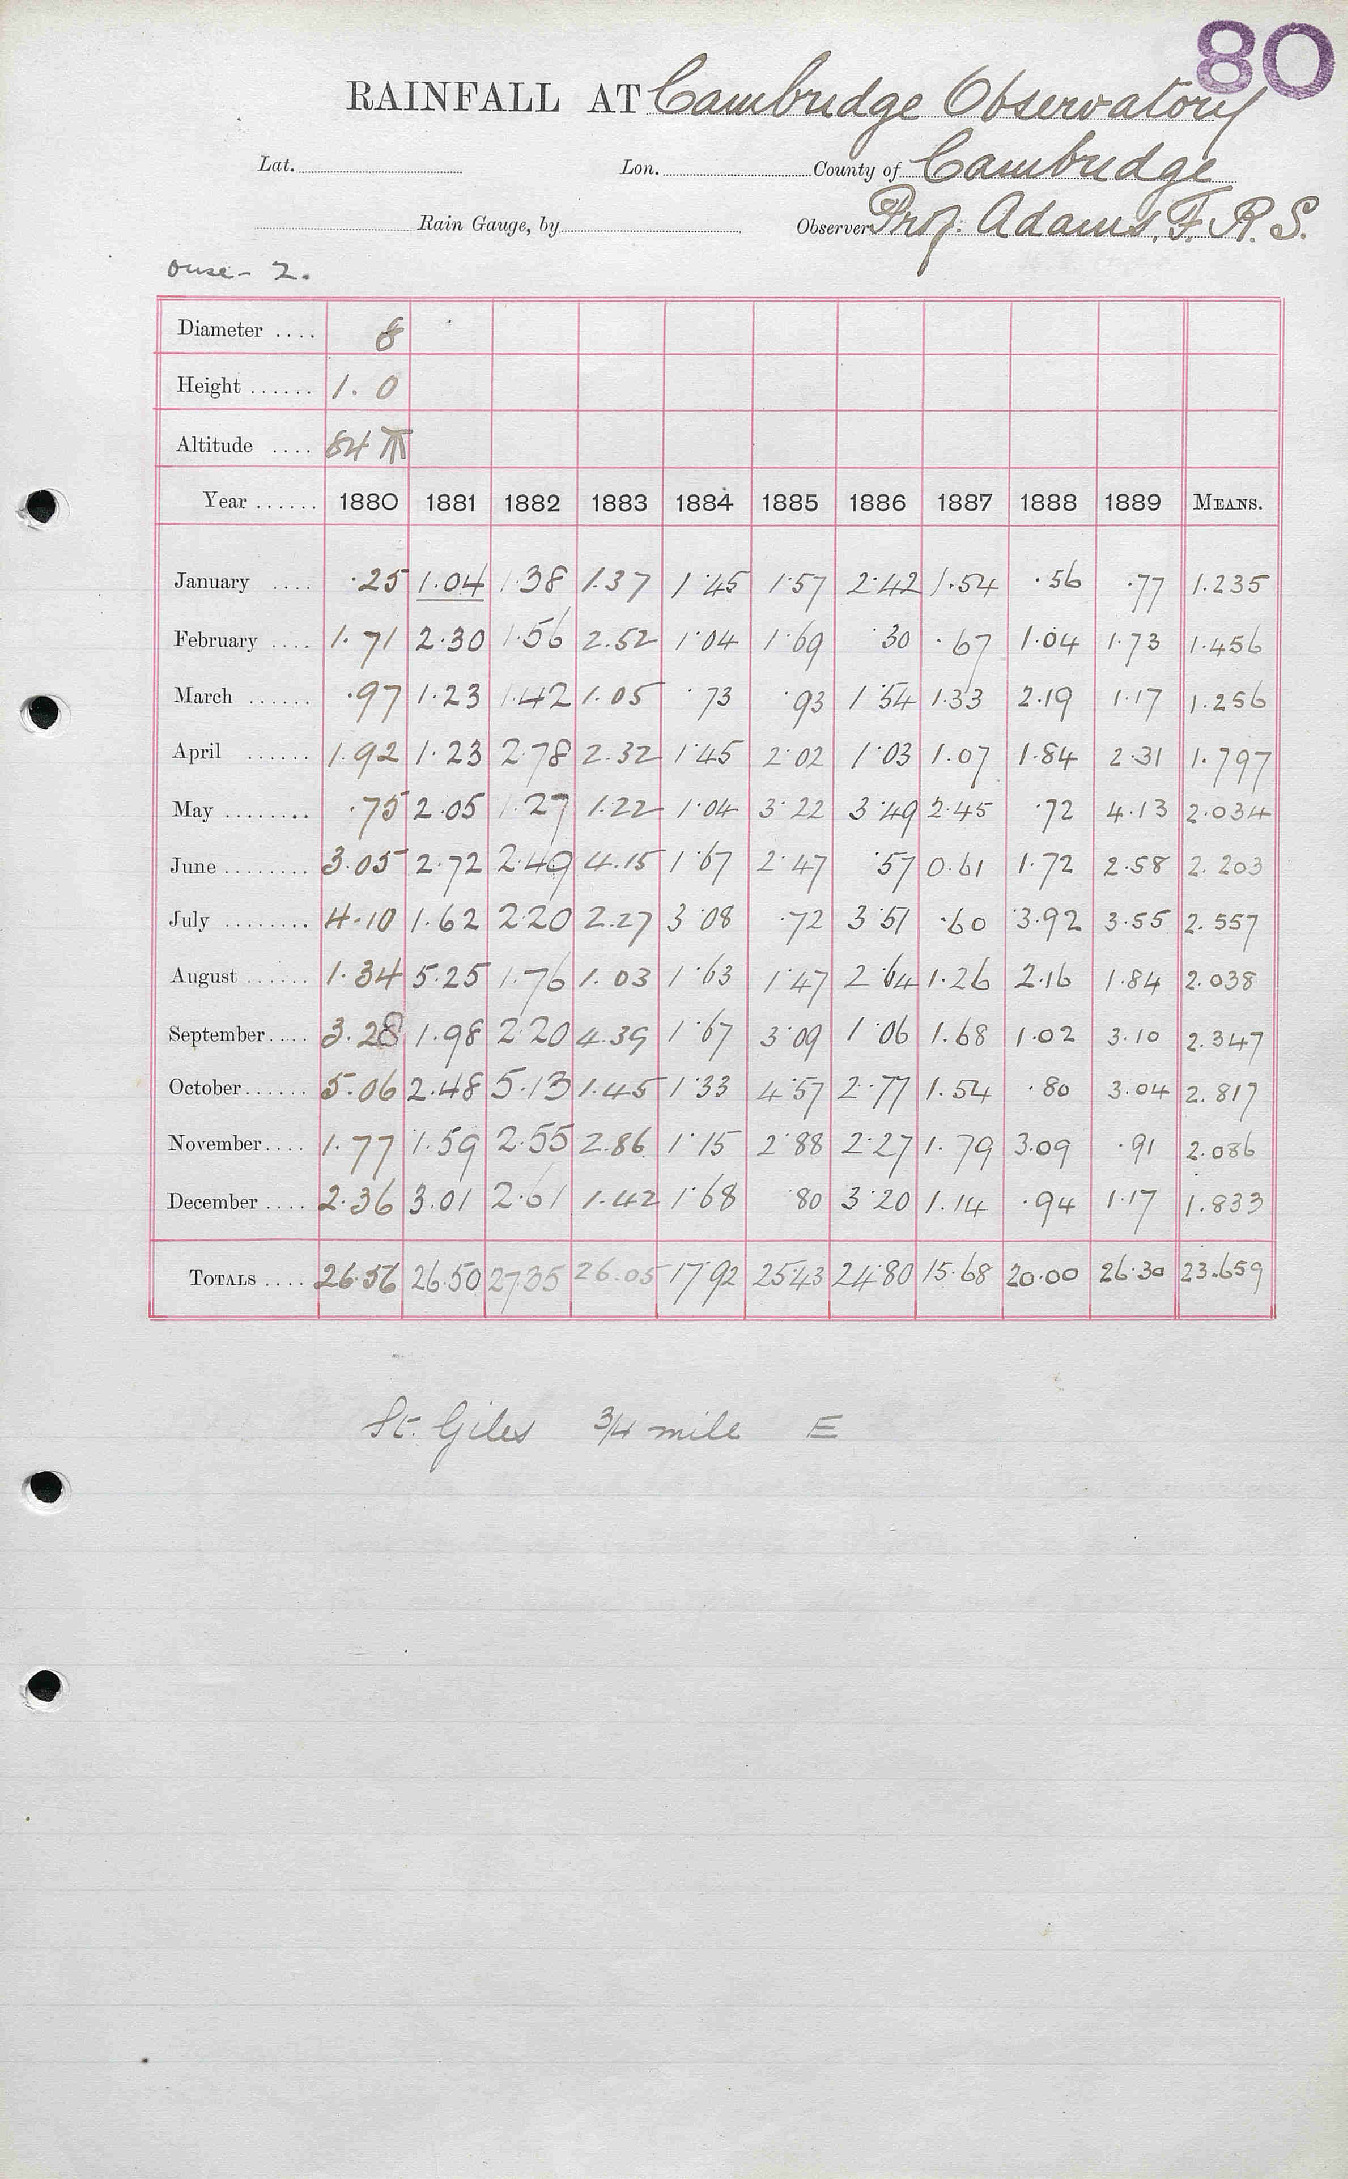 80
RAINFALL AT Cambridge Observatory
Lat. Lon. County of Cambridge
Rain Gauge, by Observer Prof. Adams, F.R.S.
Ouse - 2.
Diameter .... 8
Height ...... 1. 0
Altitude .... 84
Year ...... 1880 1881 1882 1883 1884 1885 1886 1887 1888 1889 MEANS.
January .... .25 1.04 1.38 1.37 1.45 1.57 2.42 1.54 .56 .77 1.235
February .... 1.71 2.30 1.56 2.52 1.04 1.69 .30 .67 1.04 1.73 1.456
March ...... .97 1.23 1.42 1.05 .73 .93 1.54 1.33 2.19 1.17 1.256
April ...... 1.92 1.23 2.78 2.32 1.45 2.02 1.03 1.07 1.84 2.31 1.797
May ........ .75 2.05 1.27 1.22 1.04 3.22 3.49 2.45 .72 4.13 2.034
June ........ 3.05 2.72 2.49 4.15 1.67 2.47 .57 0.61 1.72 2.58 2.203
July ........ 4.10 1.62 2.20 2.27 3.08 .72 3.51 .60 3.92 3.55 2.557
August ...... 1.34 5.25 1.76 1.03 1.63 1.47 2.64 1.26 2.16 1.84 2.038
September.... 3.28 1.98 2.20 4.39 1.67 3.09 1.06 1.68 1.02 3.10 2.347
October...... 5.06 2.48 5.13 1.45 1.33 4.57 2.77 1.54 .80 3.04 2.817
November.... 1.77 1.59 2.55 2.86 1.15 2.88 2.27 1.79 3.09 .91 2.086
December .... 2.36 3.01 2.61 1.42 1.68 .80 3.20 1.14 .94 1.17 1.833
TOTALS .... 26.56 26.50 27.35 26.05 17.92 25.43 24.80 15.68 20.00 26.30 23.659
St. Giles 3/4 mile E